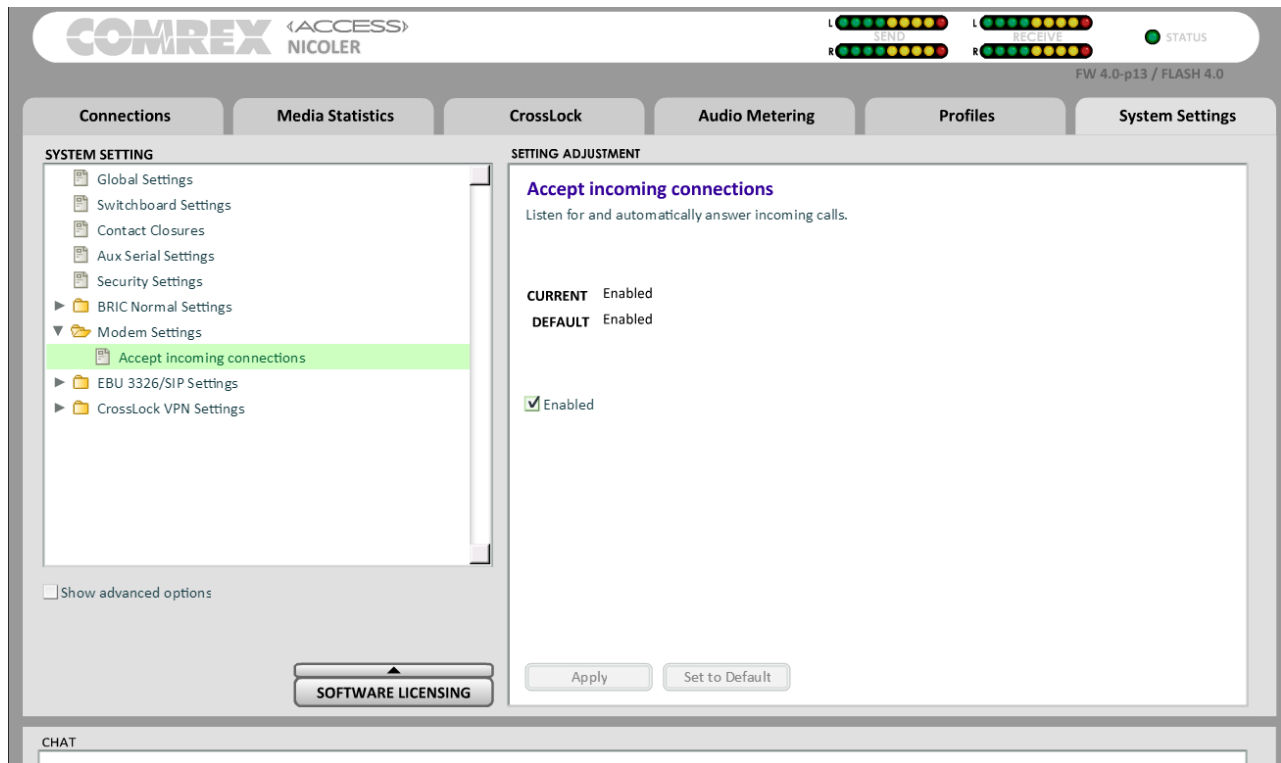 COMREX
ACCESS
NICOLER
L
R
SEND
L
R
RECEIVE
STATUS
FW 4.0-p13 / FLASH 4.0
Connections
Media Statistics
CrossLock
Audio Metering
Profiles
System Settings
SYSTEM SETTING
Global Settings
Switchboard Settings
Contact Closures
Aux Serial Settings
Security Settings
BRIC Normal Settings
Modem Settings
Accept incoming connections
EBU 3326/SIP Settings
CrossLock VPN Settings
Show advanced options
SOFTWARE LICENSING
SETTING ADJUSTMENT
Accept incoming connections
Listen for and automatically answer incoming calls.
CURRENT Enabled
DEFAULT Enabled
Enabled
Apply
Set to Default
CHAT